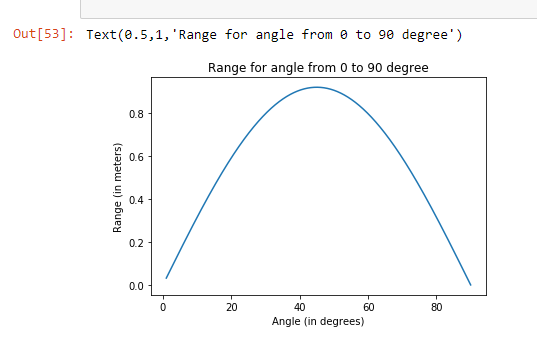 Out[53]: Text(0.5,1,'Range for angle from 0 to 90 degree')
Range for angle from 0 to 90 degree
0.8
0.6
0.4
0.2
0.0
Range (in meters)
0 20 40 60 80
Angle (in degrees)